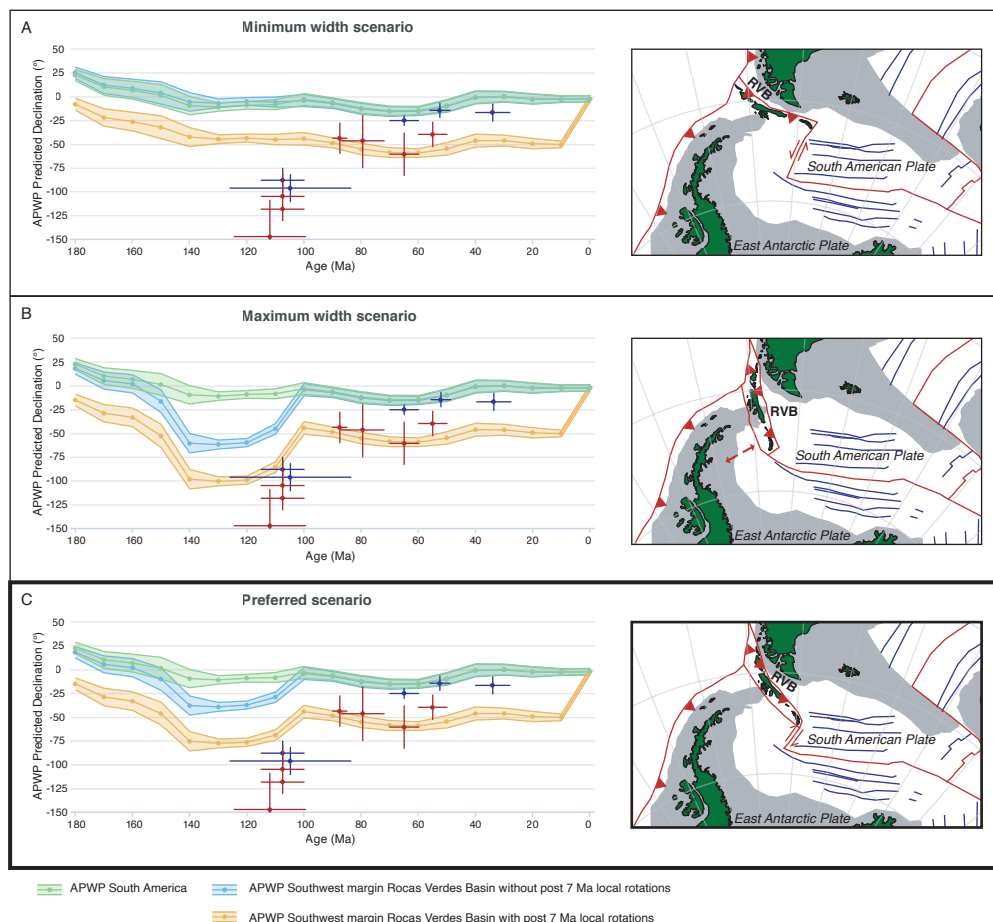 A
Minimum width scenario
50
25
0
-25
-50
-75
-100
-125
-150
APWP Predicted Declination (°)
180 160 140 120 100 80 60 40 20 0
Age (Ma)
RVB
South American Plate
East Antarctic Plate
B
Maximum width scenario
50
25
0
-25
-50
-75
-100
-125
-150
APWP Predicted Declination (°)
180 160 140 120 100 80 60 40 20 0
Age (Ma)
RVB
South American Plate
East Antarctic Plate
C
Preferred scenario
50
25
0
-25
-50
-75
-100
-125
-150
APWP Predicted Declination (°)
180 160 140 120 100 80 60 40 20 0
Age (Ma)
RVB
South American Plate
East Antarctic Plate
APWP South America
APWP Southwest margin Rocas Verdes Basin without post 7 Ma local rotations
APWP Southwest margin Rocas Verdes Basin with post 7 Ma local rotations